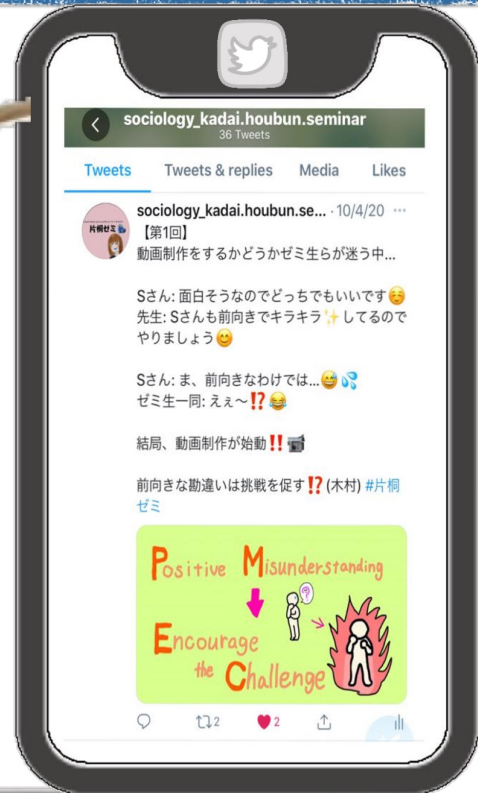 sociology_kadai.houbun.seminar
36 Tweets
Tweets Tweets & replies Media Likes
片桐ゼミ
sociology_kadai.houbun.se... · 10/4/20 ...
【第1回】
動画制作をするかどうかゼミ生らが迷う中...
Sさん: 面白そうなのでどっちでもいいです☺️
先生: Sさんも前向きでキラキラ✨してるので
やりましょう😊
Sさん: ま、前向きなわけでは...😅💦
ゼミ生一同: えぇ〜⁉️😂
結局、動画制作が始動‼️📹
前向きな勘違いは挑戦を促す⁉️(木村) #片桐
ゼミ
Positive Misunderstanding
?
Encourage
the Challenge
2 2